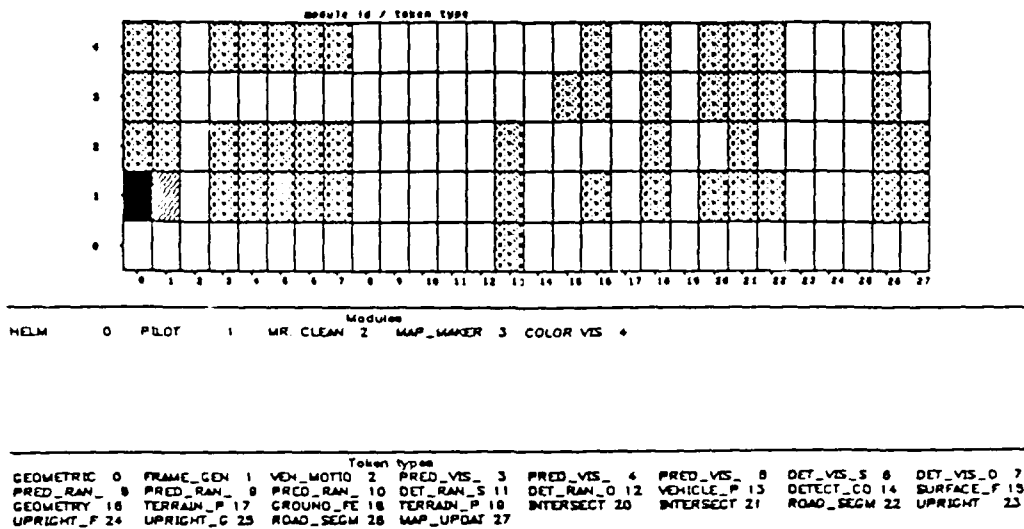 module id / token type
4
3
2
1
0
0 1 2 3 4 5 6 7 8 9 10 11 12 13 14 15 16 17 18 19 20 21 22 23 24 25 26 27
Modules
HELM 0 PILOT 1 MR. CLEAN 2 MAP_MAKER 3 COLOR VIS 4
Token types
GEOMETRIC 0 FRAME_GEN 1 VEH_MOTIO 2 PRED_VIS_ 3 PRED_VIS_ 4 PRED_VIS_ 5 DET_VIS_S 6 DET_VIS_O 7
PRED_RAN_ 8 PRED_RAN_ 9 PRED_RAN_ 10 DET_RAN_S 11 DET_RAN_O 12 VEHICLE_P 13 DETECT_CO 14 SURFACE_F 15
GEOMETRY 16 TERRAIN_P 17 GROUND_FE 18 TERRAIN_P 19 INTERSECT 20 INTERSECT 21 ROAD_SEGM 22 UPRIGHT 23
UPRIGHT_F 24 UPRIGHT_G 25 ROAD_SEGM 26 MAP_UPDAT 27